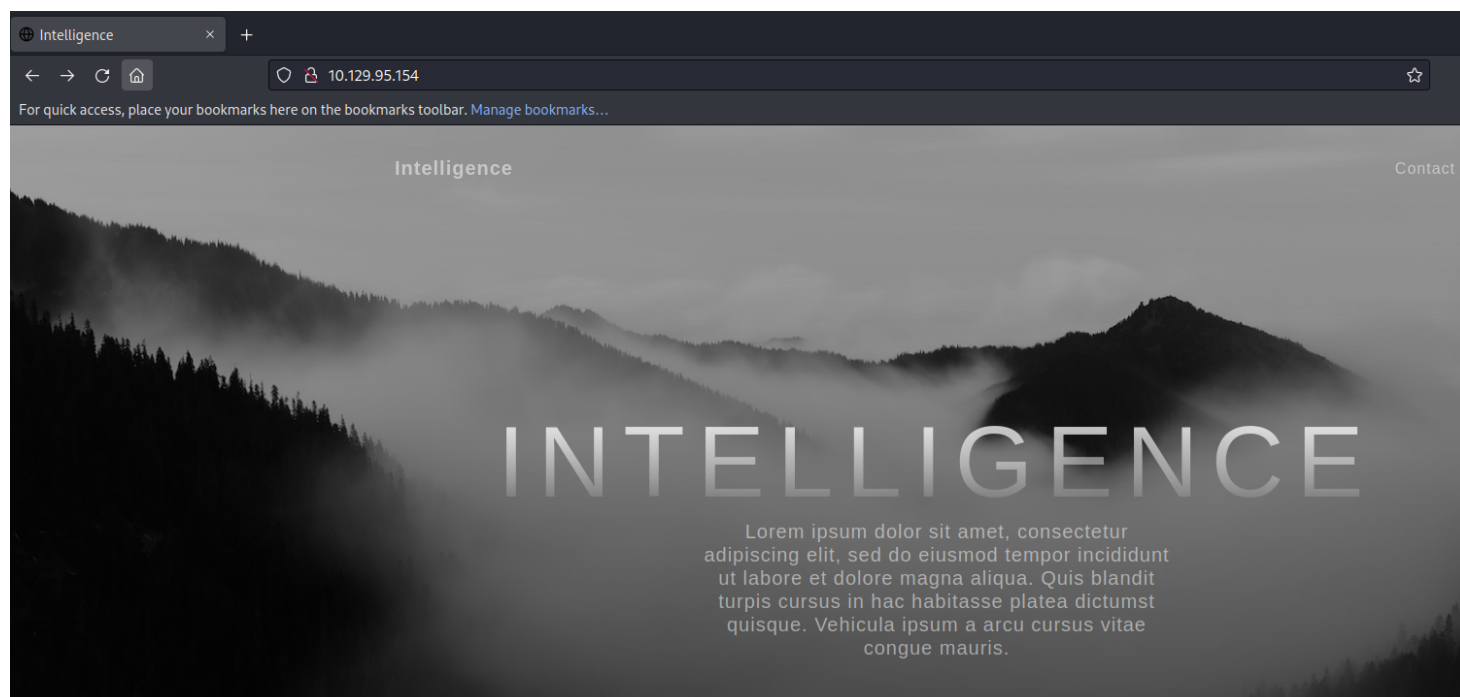 Intelligence
10.129.95.154
For quick access, place your bookmarks here on the bookmarks toolbar. Manage bookmarks…
Intelligence
Contact
INTELLIGENCE
Lorem ipsum dolor sit amet, consectetur
adipiscing elit, sed do eiusmod tempor incididunt
ut labore et dolore magna aliqua. Quis blandit
turpis cursus in hac habitasse platea dictumst
quisque. Vehicula ipsum a arcu cursus vitae
congue mauris.